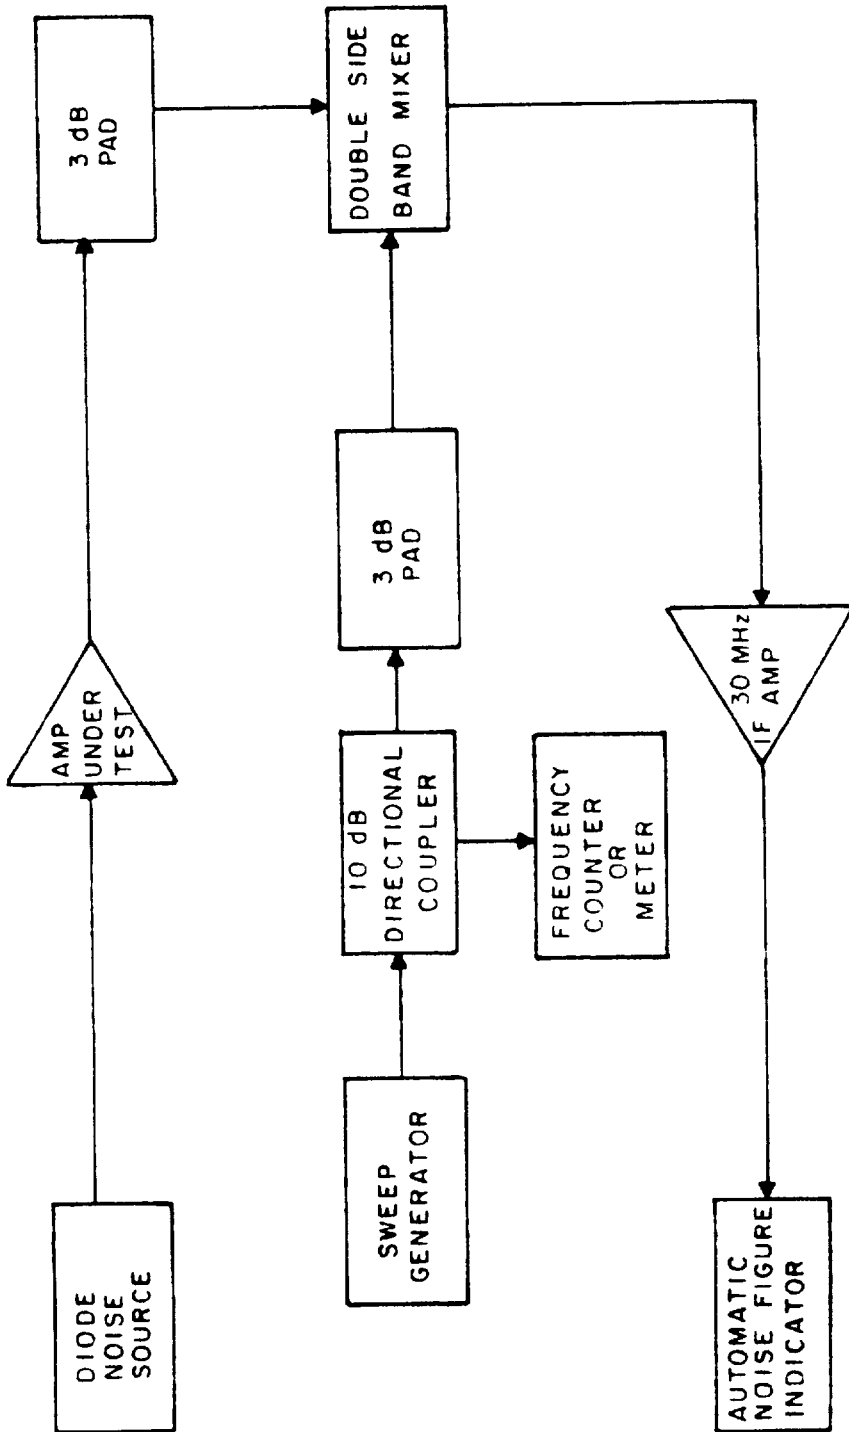 DIODE
NOISE
SOURCE
AMP
UNDER
TEST
3 dB
PAD
SWEEP
GENERATOR
10 dB
DIRECTIONAL
COUPLER
3 dB
PAD
DOUBLE SIDE
BAND MIXER
FREQUENCY
COUNTER
OR
METER
AUTOMATIC
NOISE FIGURE
INDICATOR
30 MHz
IF AMP